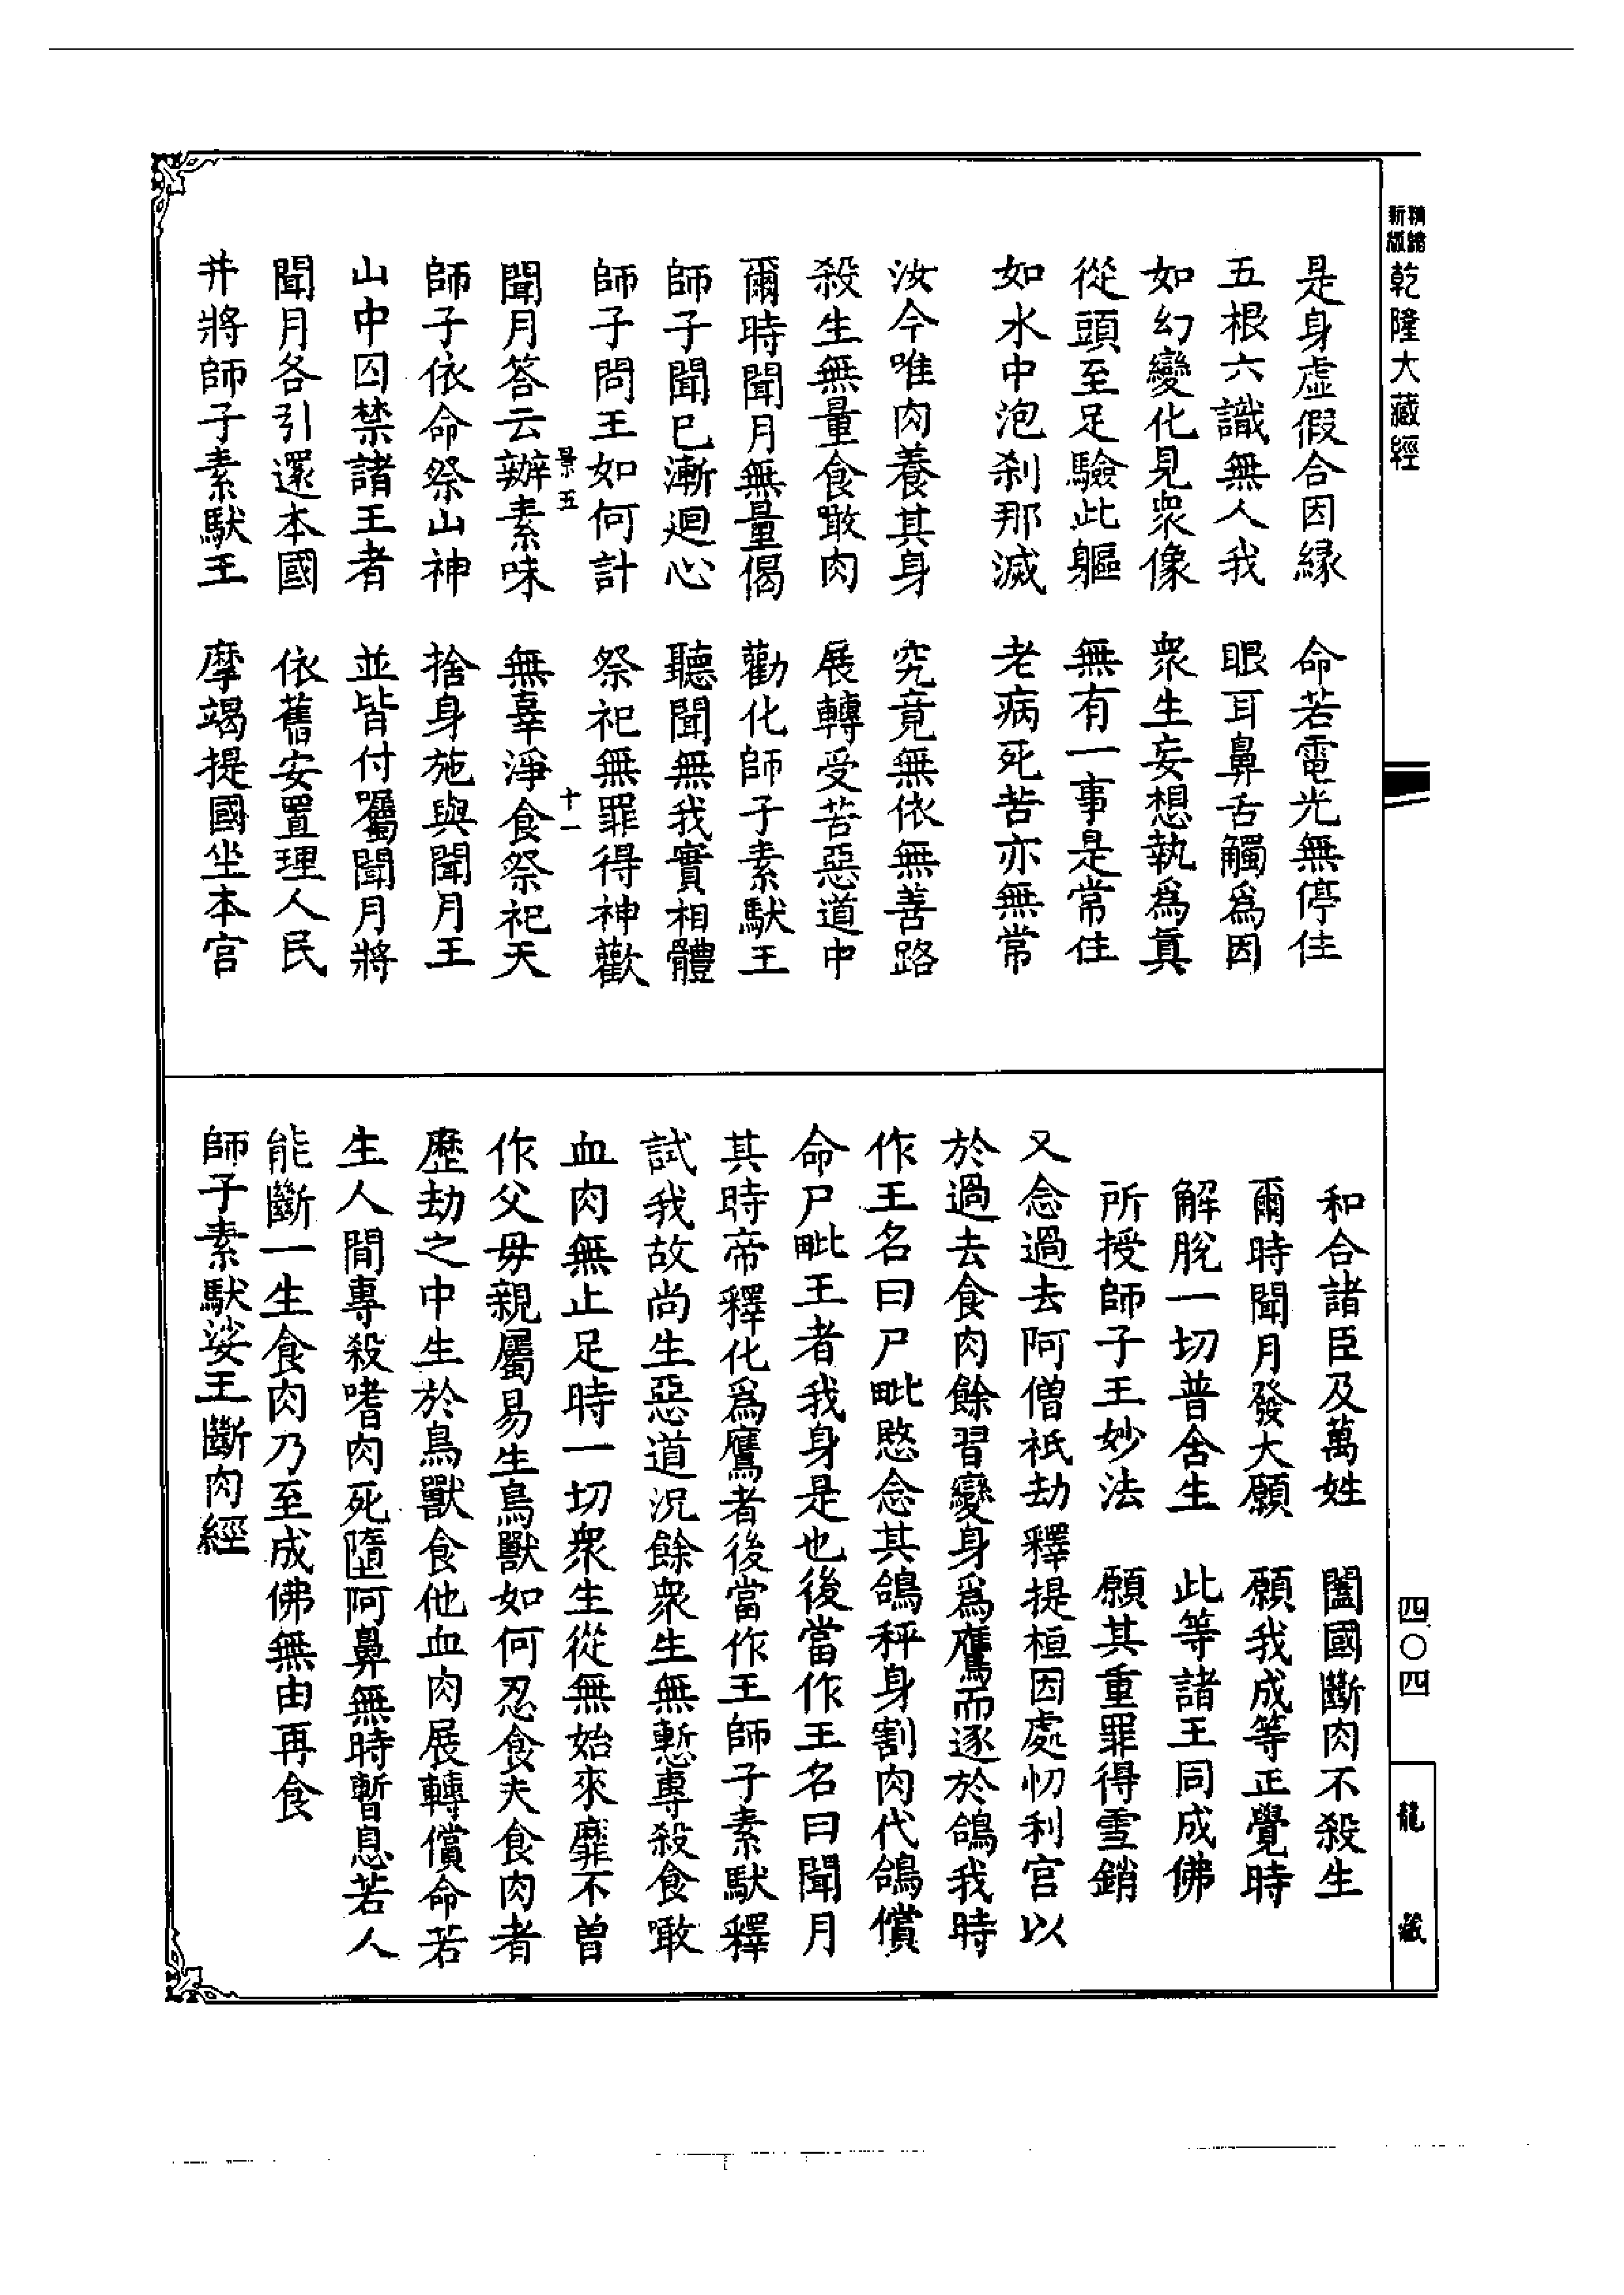 精縮新版 乾隆大藏經
是身虛假合因緣　命若電光無停住
五根六識無人我　眼耳鼻舌觸為因
如幻變化見衆像　衆生妄想執為真
從頭至足驗此軀　無有一事是常住
如水中泡剎那滅　老病死苦亦無常
汝今唯肉養其身　究竟無依無善路
殺生無量食噉肉　展轉受苦惡道中
爾時聞月無量偈　勸化師子素馱王
師子聞已漸迴心　聽聞無我實相體
師子問王如何計　祭祀無罪得神歡
景五　十一
聞月答云辦素味　無辜淨食祭祀天
師子依命祭山神　捨身施與聞月王
山中囚禁諸王者　並皆付囑聞月將
聞月各引還本國　依舊安置理人民
并將師子素馱王　摩竭提國坐本宮
和合諸臣及萬姓　闔國斷肉不殺生
爾時聞月發大願　願我成等正覺時
解脫一切普含生　此等諸王同成佛
所授師子王妙法　願其重罪得雪銷
又念過去阿僧祇劫釋提桓因處忉利宮以
於過去食肉餘習變身爲鷹而逐於鴿我時
作王名曰尸毗愍念其鴿秤身割肉代鴿償
命尸毗王者我身是也後當作王名曰聞月
其時帝釋化爲鷹者後當作王師子素馱釋
試我故尚生惡道況餘衆生無慙專殺食噉
血肉無止足時一切衆生從無始來靡不曾
作父毋親屬易生鳥獸如何忍食夫食肉者
歷劫之中生於鳥獸食他血肉展轉償命若
生人間專殺嗜肉死墮阿鼻無時暫息若人
能斷一生食肉乃至成佛無由再食
師子素馱娑王斷肉經
四〇四
龍藏